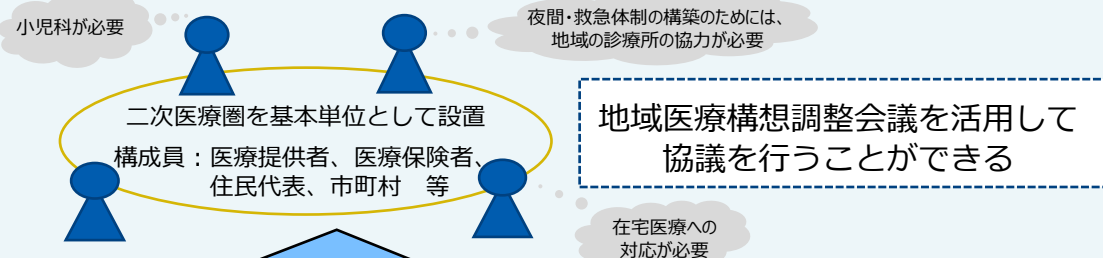 小児科が必要
夜間・救急体制の構築のためには、
地域の診療所の協力が必要
二次医療圏を基本単位として設置
構成員：医療提供者、医療保険者、
住民代表、市町村　等
地域医療構想調整会議を活用して
協議を行うことができる
在宅医療への
対応が必要